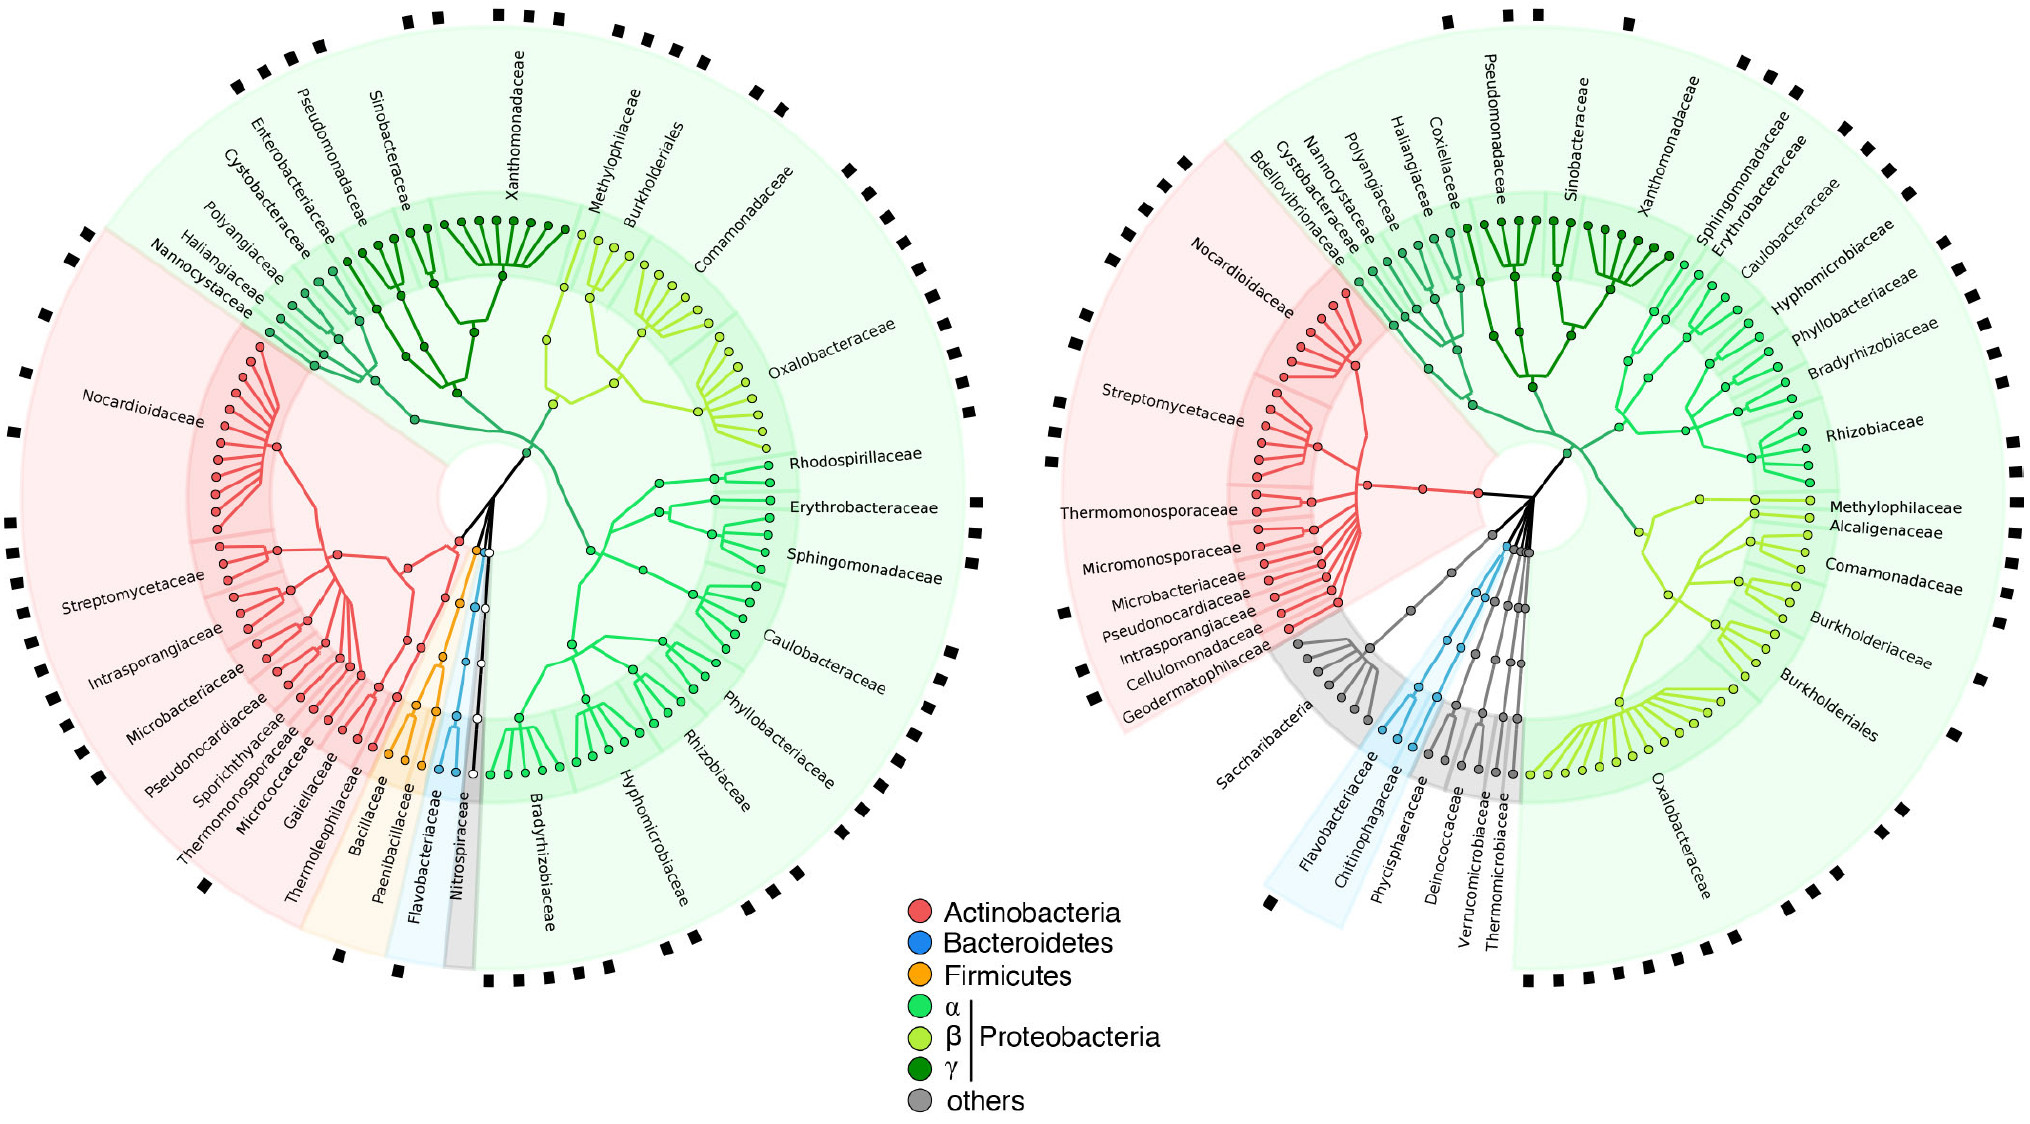 Xanthomonadaceae
Methylophilaceae
Burkholderiales
Comamonadaceae
Oxalobacteraceae
Rhodospirillaceae
Erythrobacteraceae
Sphingomonadaceae
Caulobacteraceae
Phyllobacteriaceae
Rhizobiaceae
Hyphomicrobiaceae
Bradyrhizobiaceae
Nitrospiraceae
Flavobacteriaceae
Paenibacillaceae
Bacillaceae
Thermoleophilaceae
Gaiellaceae
Micrococcaceae
Thermomonosporaceae
Sporichthyaceae
Pseudonocardiaceae
Microbacteriaceae
Intrasporangiaceae
Streptomycetaceae
Nocardioidaceae
Nannocystaceae
Haliangiaceae
Polyangiaceae
Cystobacteraceae
Enterobacteriaceae
Pseudomonadaceae
Sinobacteraceae
Pseudomonadaceae
Sinobacteraceae
Xanthomonadaceae
Sphingomonadaceae
Erythrobacteraceae
Caulobacteraceae
Hyphomicrobiaceae
Phyllobacteriaceae
Bradyrhizobiaceae
Rhizobiaceae
Methylophilaceae
Alcaligenaceae
Comamonadaceae
Burkholderiaceae
Burkholderiales
Oxalobacteraceae
Thermomicrobiaceae
Verrucomicrobiaceae
Deinococcaceae
Phycisphaeraceae
Chitinophagaceae
Flavobacteriaceae
Saccharibacteria
Geodermatophilaceae
Cellulomonadaceae
Intrasporangiaceae
Pseudonocardiaceae
Microbacteriaceae
Micromonosporaceae
Thermomonosporaceae
Streptomycetaceae
Nocardioidaceae
Bdellovibrionaceae
Cystobacteraceae
Nannocystaceae
Polyangiaceae
Haliangiaceae
Coxiellaceae
Actinobacteria
Bacteroidetes
Firmicutes
α
β Proteobacteria
γ
others